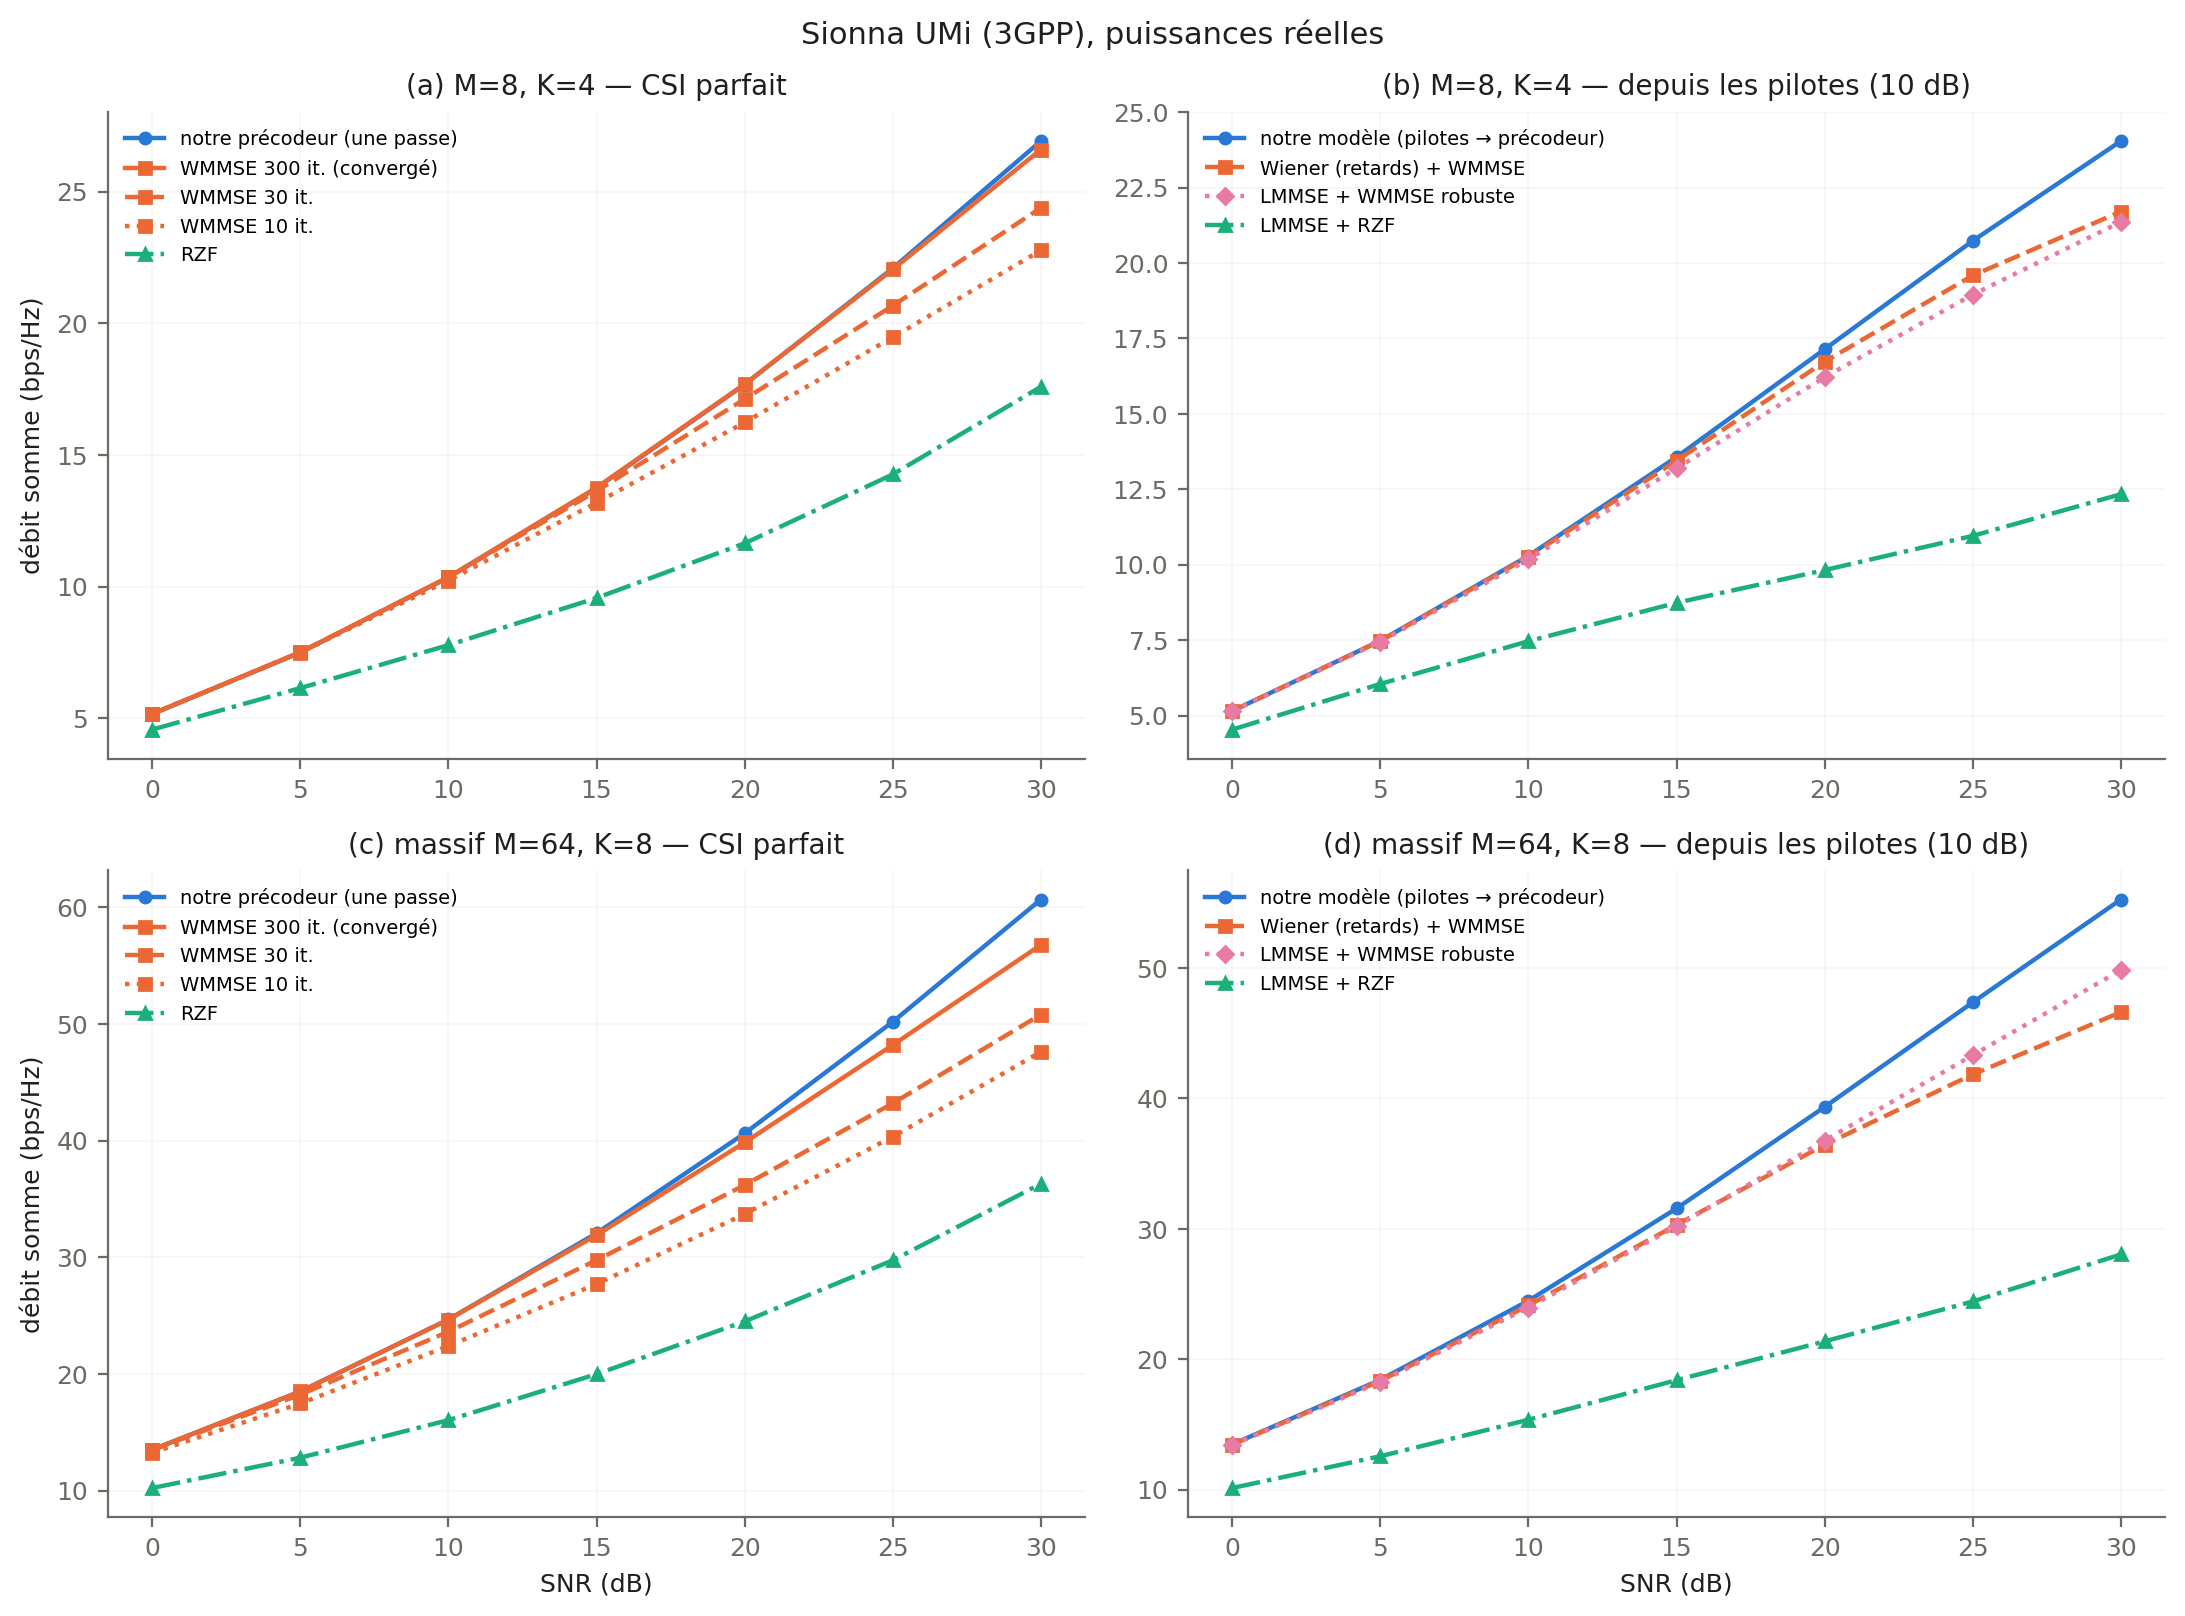 Sionna UMi (3GPP), puissances réelles
(a) M=8, K=4 — CSI parfait
notre précodeur (une passe)
WMMSE 300 it. (convergé)
WMMSE 30 it.
WMMSE 10 it.
RZF
débit somme (bps/Hz)
25
20
15
10
5
0 5 10 15 20 25 30
(b) M=8, K=4 — depuis les pilotes (10 dB)
notre modèle (pilotes → précodeur)
Wiener (retards) + WMMSE
LMMSE + WMMSE robuste
LMMSE + RZF
25.0
22.5
20.0
17.5
15.0
12.5
10.0
7.5
5.0
0 5 10 15 20 25 30
(c) massif M=64, K=8 — CSI parfait
notre précodeur (une passe)
WMMSE 300 it. (convergé)
WMMSE 30 it.
WMMSE 10 it.
RZF
débit somme (bps/Hz)
60
50
40
30
20
10
0 5 10 15 20 25 30
SNR (dB)
(d) massif M=64, K=8 — depuis les pilotes (10 dB)
notre modèle (pilotes → précodeur)
Wiener (retards) + WMMSE
LMMSE + WMMSE robuste
LMMSE + RZF
50
40
30
20
10
0 5 10 15 20 25 30
SNR (dB)